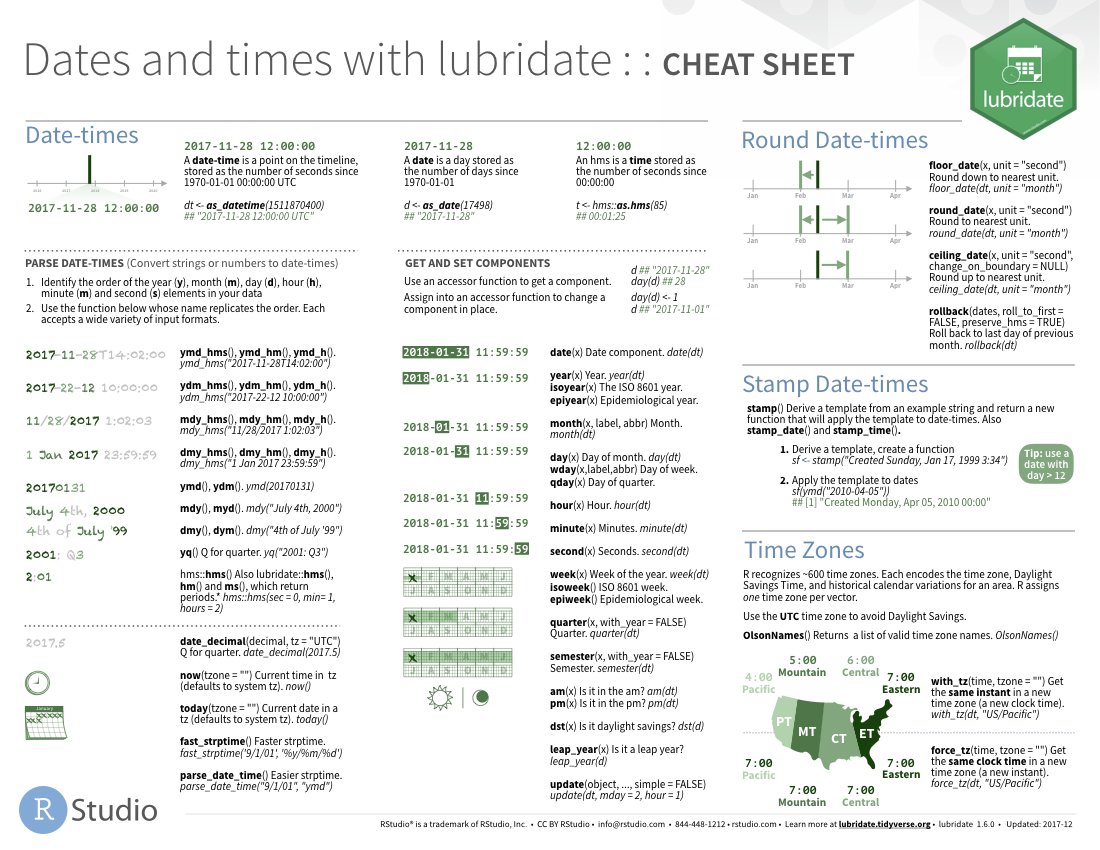 Dates and times with lubridate : : CHEAT SHEET
lubridate
Date-times
2017-11-28 12:00:00
2017-11-28 12:00:00
A date-time is a point on the timeline,
stored as the number of seconds since
1970-01-01 00:00:00 UTC
dt <- as_datetime(1511870400)
## "2017-11-28 12:00:00 UTC"
2017-11-28
A date is a day stored as
the number of days since
1970-01-01
d <- as_date(17498)
## "2017-11-28"
12:00:00
An hms is a time stored as
the number of seconds since
00:00:00
t <- hms::as.hms(85)
## 00:01:25
PARSE DATE-TIMES (Convert strings or numbers to date-times)
1. Identify the order of the year (y), month (m), day (d), hour (h),
minute (m) and second (s) elements in your data
2. Use the function below whose name replicates the order. Each
accepts a wide variety of input formats.
2017-11-28T14:02:00
ymd_hms(), ymd_hm(), ymd_h().
ymd_hms("2017-11-28T14:02:00")
2017-22-12 10:00:00
ydm_hms(), ydm_hm(), ydm_h().
ydm_hms("2017-22-12 10:00:00")
11/28/2017 1:02:03
mdy_hms(), mdy_hm(), mdy_h().
mdy_hms("11/28/2017 1:02:03")
1 Jan 2017 23:59:59
dmy_hms(), dmy_hm(), dmy_h().
dmy_hms("1 Jan 2017 23:59:59")
20170131
ymd(), ydm(). ymd(20170131)
July 4th, 2000
mdy(), myd(). mdy("July 4th, 2000")
4th of July '99
dmy(), dym(). dmy("4th of July '99")
2001: Q3
yq() Q for quarter. yq("2001: Q3")
2:01
hms::hms() Also lubridate::hms(),
hm() and ms(), which return
periods.* hms::hms(sec = 0, min= 1,
hours = 2)
2017.5
date_decimal(decimal, tz = "UTC")
Q for quarter. date_decimal(2017.5)
now(tzone = "") Current time in tz
(defaults to system tz). now()
January
today(tzone = "") Current date in a
tz (defaults to system tz). today()
fast_strptime() Faster strptime.
fast_strptime('9/1/01', '%y/%m/%d')
parse_date_time() Easier strptime.
parse_date_time("9/1/01", "ymd")
GET AND SET COMPONENTS
Use an accessor function to get a component.
d ## "2017-11-28"
day(d) ## 28
Assign into an accessor function to change a
component in place.
day(d) <- 1
d ## "2017-11-01"
2018-01-31 11:59:59
date(x) Date component. date(dt)
2018-01-31 11:59:59
year(x) Year. year(dt)
isoyear(x) The ISO 8601 year.
epiyear(x) Epidemiological year.
2018-01-31 11:59:59
month(x, label, abbr) Month.
month(dt)
2018-01-31 11:59:59
day(x) Day of month. day(dt)
wday(x,label,abbr) Day of week.
qday(x) Day of quarter.
2018-01-31 11:59:59
hour(x) Hour. hour(dt)
2018-01-31 11:59:59
minute(x) Minutes. minute(dt)
2018-01-31 11:59:59
second(x) Seconds. second(dt)
J F M A M J
J A S O N D
week(x) Week of the year. week(dt)
isoweek() ISO 8601 week.
epiweek() Epidemiological week.
J F M A M J
J A S O N D
quarter(x, with_year = FALSE)
Quarter. quarter(dt)
J F M A M J
J A S O N D
semester(x, with_year = FALSE)
Semester. semester(dt)
am(x) Is it in the am? am(dt)
pm(x) Is it in the pm? pm(dt)
dst(x) Is it daylight savings? dst(d)
leap_year(x) Is it a leap year?
leap_year(d)
update(object, ..., simple = FALSE)
update(dt, mday = 2, hour = 1)
Round Date-times
Jan Feb Mar Apr
floor_date(x, unit = "second")
Round down to nearest unit.
floor_date(dt, unit = "month")
Jan Feb Mar Apr
round_date(x, unit = "second")
Round to nearest unit.
round_date(dt, unit = "month")
Jan Feb Mar Apr
ceiling_date(x, unit = "second",
change_on_boundary = NULL)
Round up to nearest unit.
ceiling_date(dt, unit = "month")
rollback(dates, roll_to_first =
FALSE, preserve_hms = TRUE)
Roll back to last day of previous
month. rollback(dt)
Stamp Date-times
stamp() Derive a template from an example string and return a new
function that will apply the template to date-times. Also
stamp_date() and stamp_time().
1. Derive a template, create a function
sf <- stamp("Created Sunday, Jan 17, 1999 3:34")
2. Apply the template to dates
sf(ymd("2010-04-05"))
## [1] "Created Monday, Apr 05, 2010 00:00"
Tip: use a
date with
day > 12
Time Zones
R recognizes ~600 time zones. Each encodes the time zone, Daylight
Savings Time, and historical calendar variations for an area. R assigns
one time zone per vector.
Use the UTC time zone to avoid Daylight Savings.
OlsonNames() Returns a list of valid time zone names. OlsonNames()
5:00
Mountain
6:00
Central
4:00
Pacific
7:00
Eastern
PT
MT
CT
ET
7:00
Pacific
7:00
Eastern
7:00
Mountain
7:00
Central
with_tz(time, tzone = "") Get
the same instant in a new
time zone (a new clock time).
with_tz(dt, "US/Pacific")
force_tz(time, tzone = "") Get
the same clock time in a new
time zone (a new instant).
force_tz(dt, "US/Pacific")
R Studio
RStudio® is a trademark of RStudio, Inc. • CC BY RStudio • info@rstudio.com • 844-448-1212 • rstudio.com • Learn more at lubridate.tidyverse.org • lubridate 1.6.0 • Updated: 2017-12